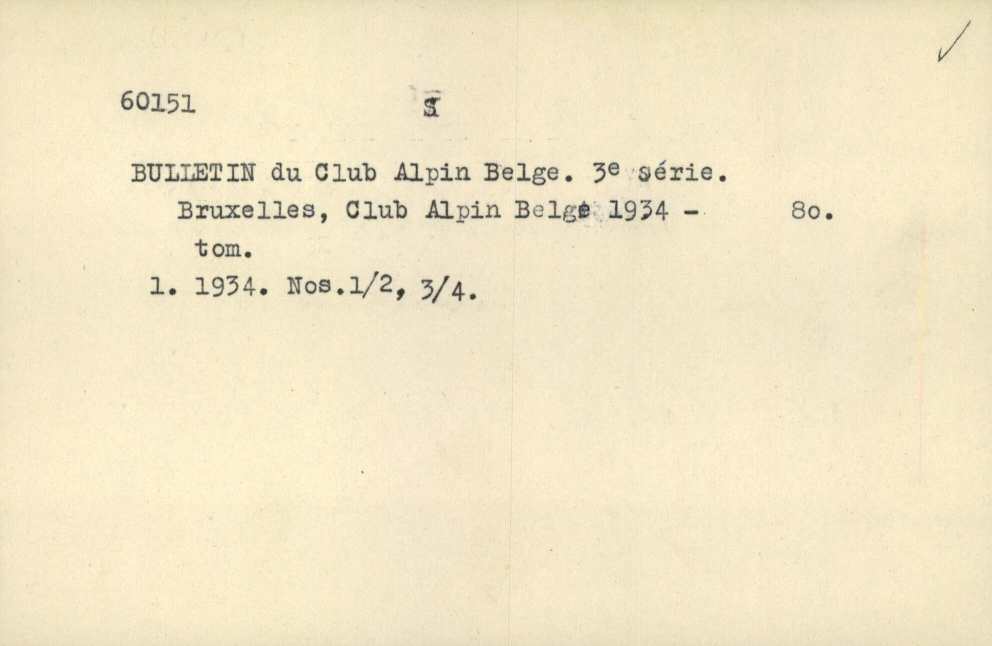 60151 S
BULLETIN du Club Alpin Belge. 3e série.
Bruxelles, Club Alpin Belge 1934 - 8o.
tom.
1. 1934. Nos.1/2, 3/4.